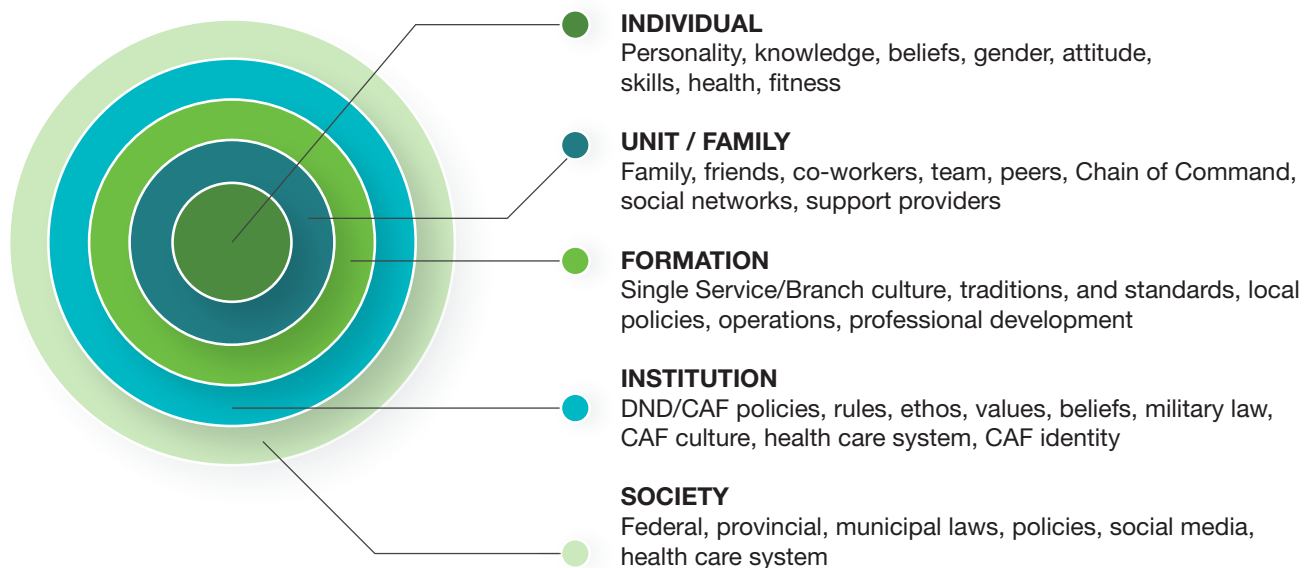 INDIVIDUAL
Personality, knowledge, beliefs, gender, attitude,
skills, health, fitness
UNIT / FAMILY
Family, friends, co-workers, team, peers, Chain of Command,
social networks, support providers
FORMATION
Single Service/Branch culture, traditions, and standards, local
policies, operations, professional development
INSTITUTION
DND/CAF policies, rules, ethos, values, beliefs, military law,
CAF culture, health care system, CAF identity
SOCIETY
Federal, provincial, municipal laws, policies, social media,
health care system